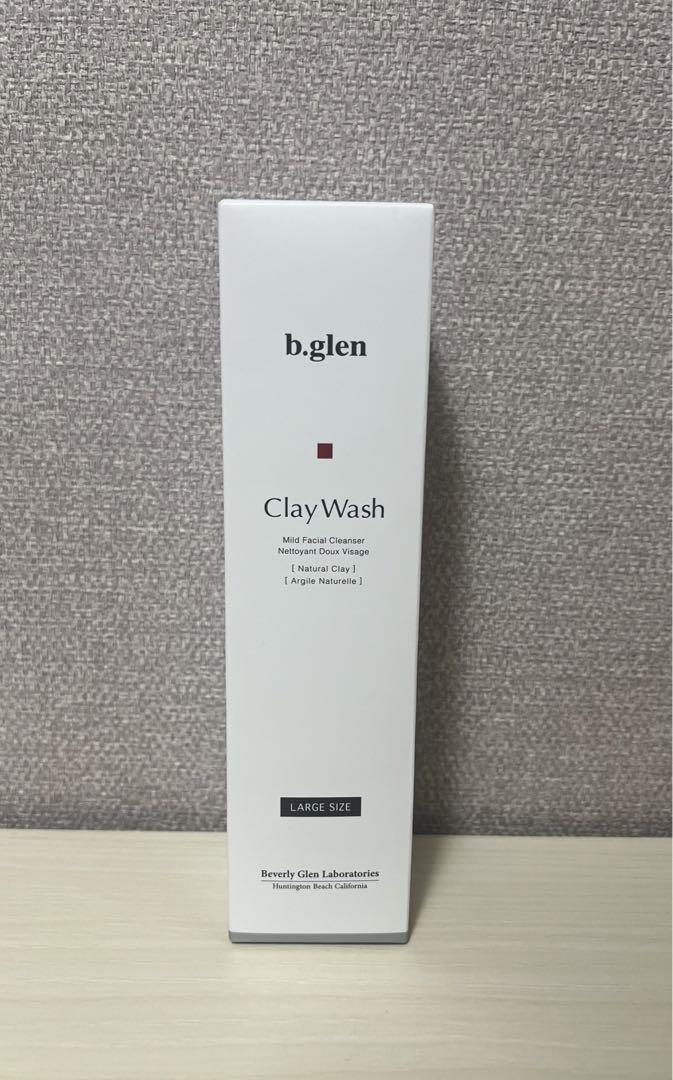 b.glen
Clay Wash
Mild Facial Cleanser
Nettoyant Doux Visage
[ Natural Clay ]
[ Argile Naturelle ]
LARGE SIZE
Beverly Glen Laboratories
Huntington Beach California